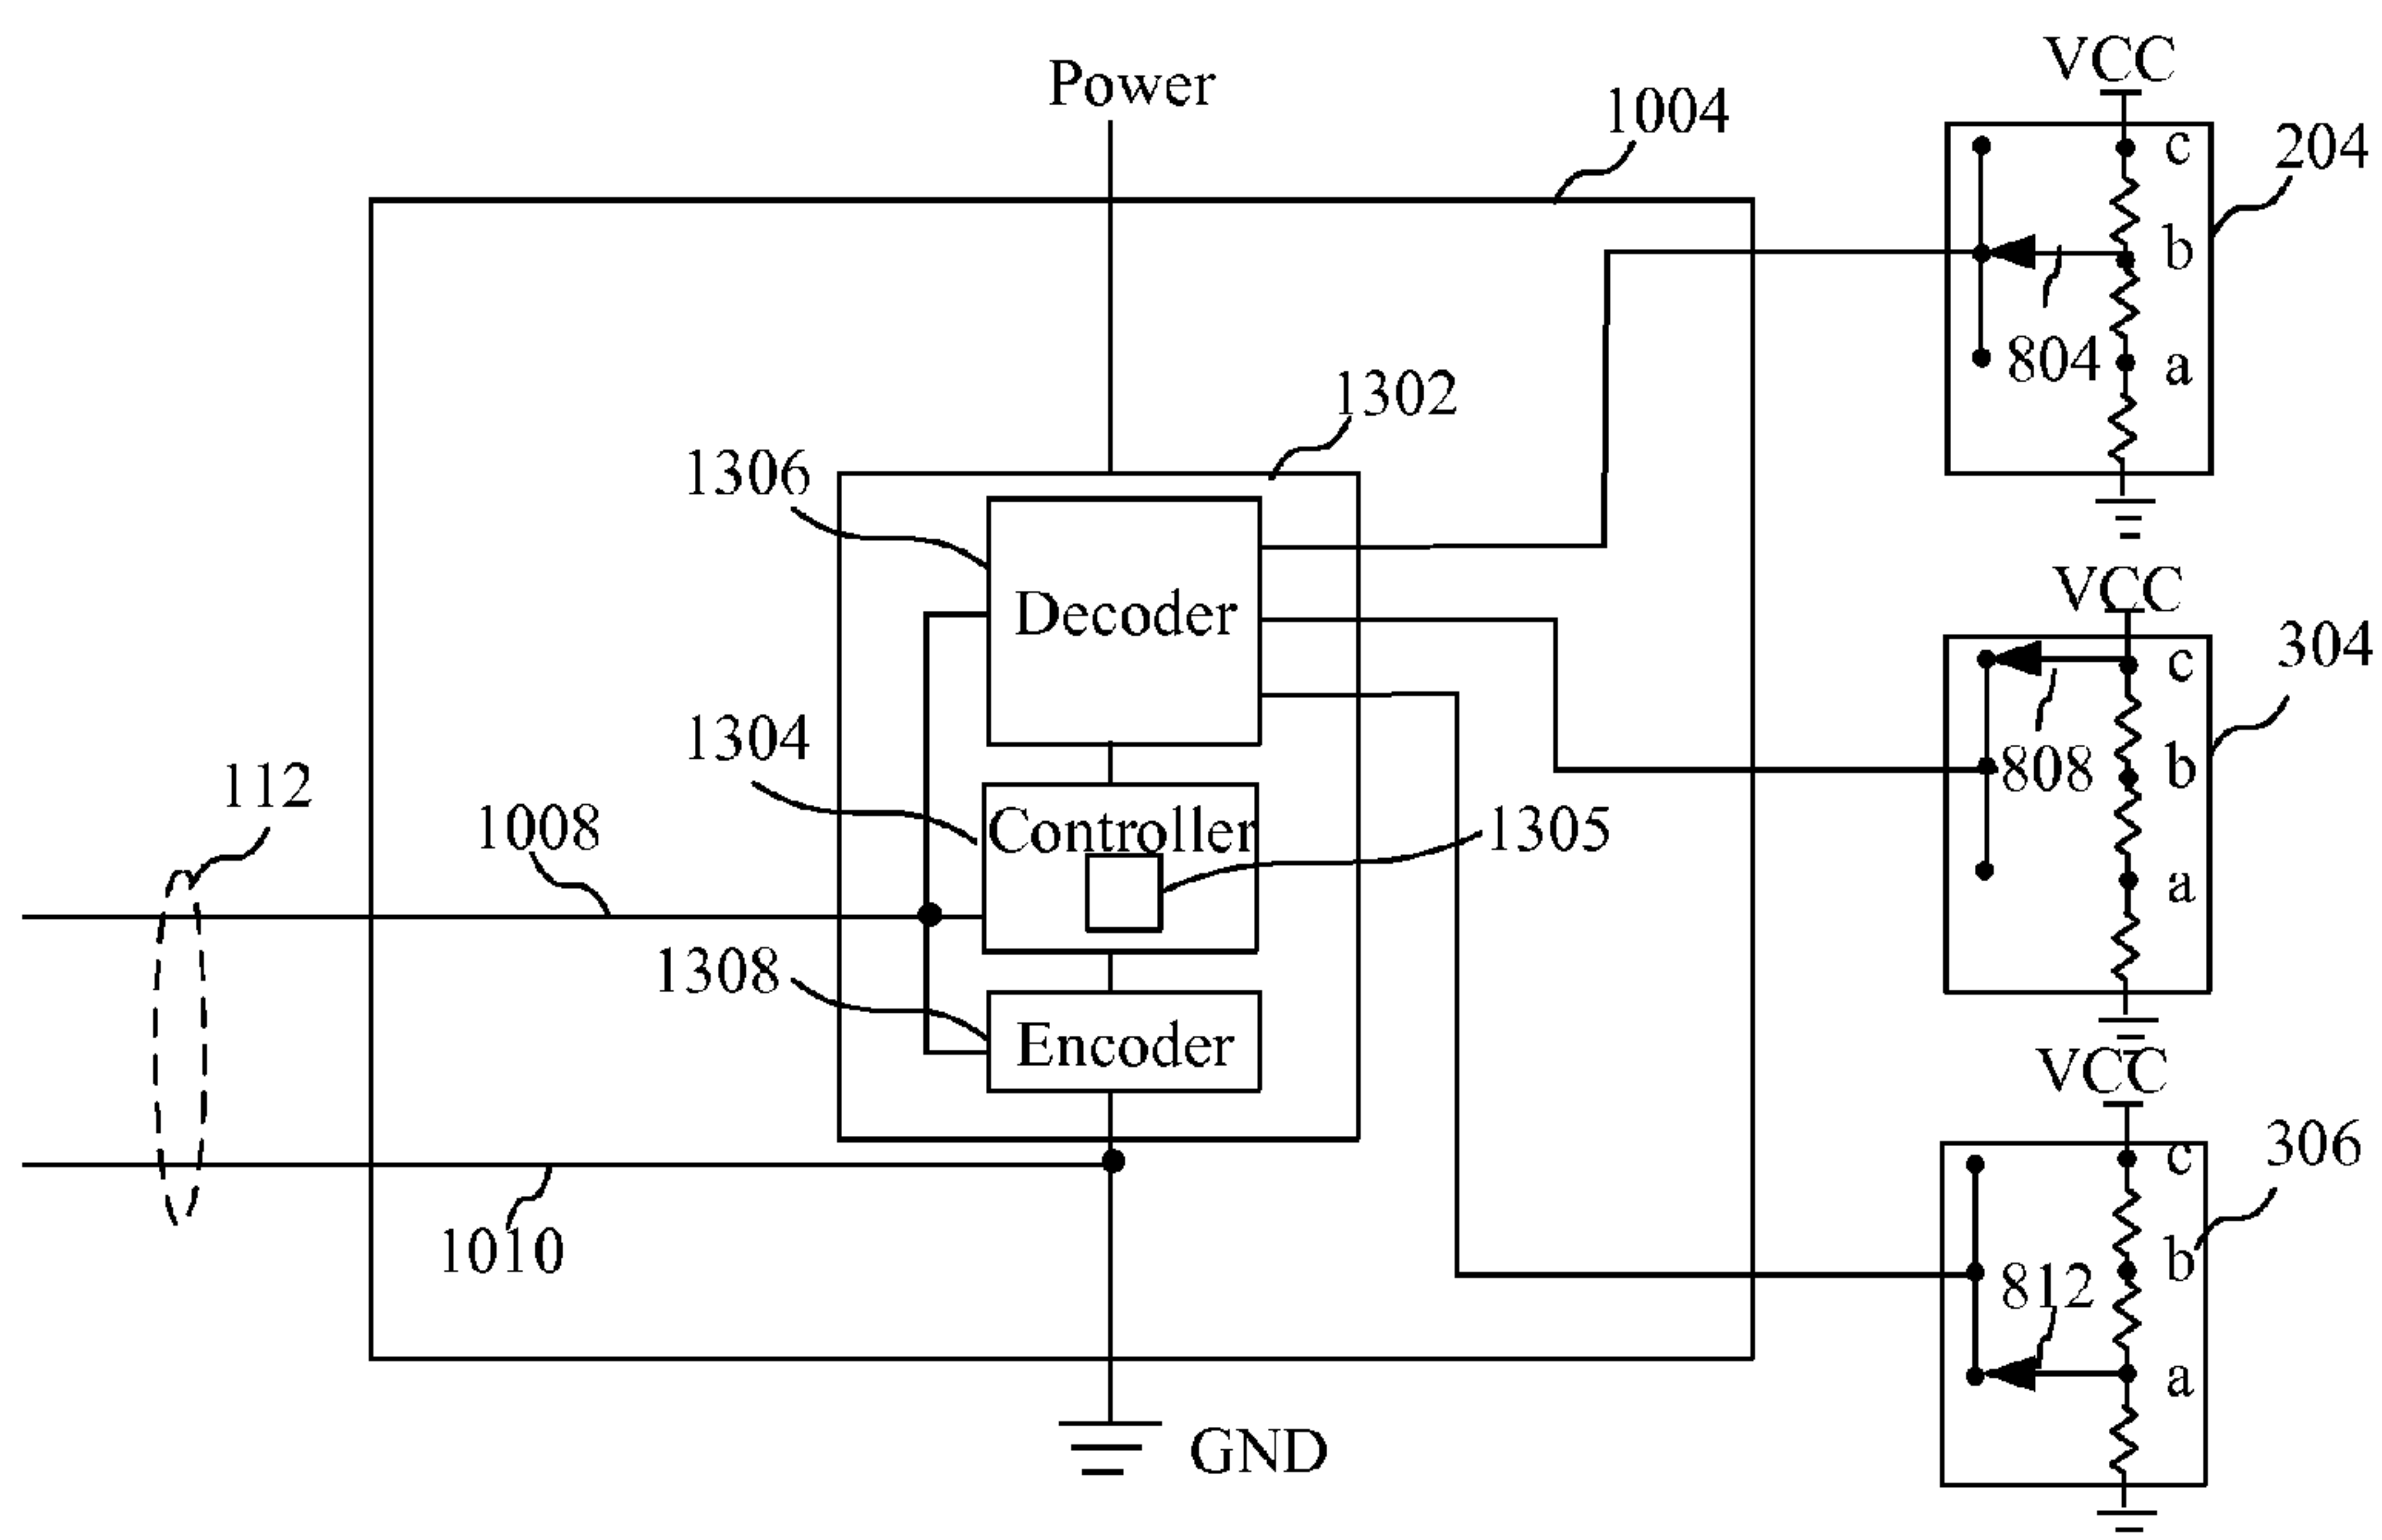 VCC
Power
1004
c
204
b
804
a
1302
1306
VCC
Decoder
304
c
1304
808
b
112
1008
Controller
1305
a
1308
Encoder
VCC
306
c
1010
b
812
a
GND